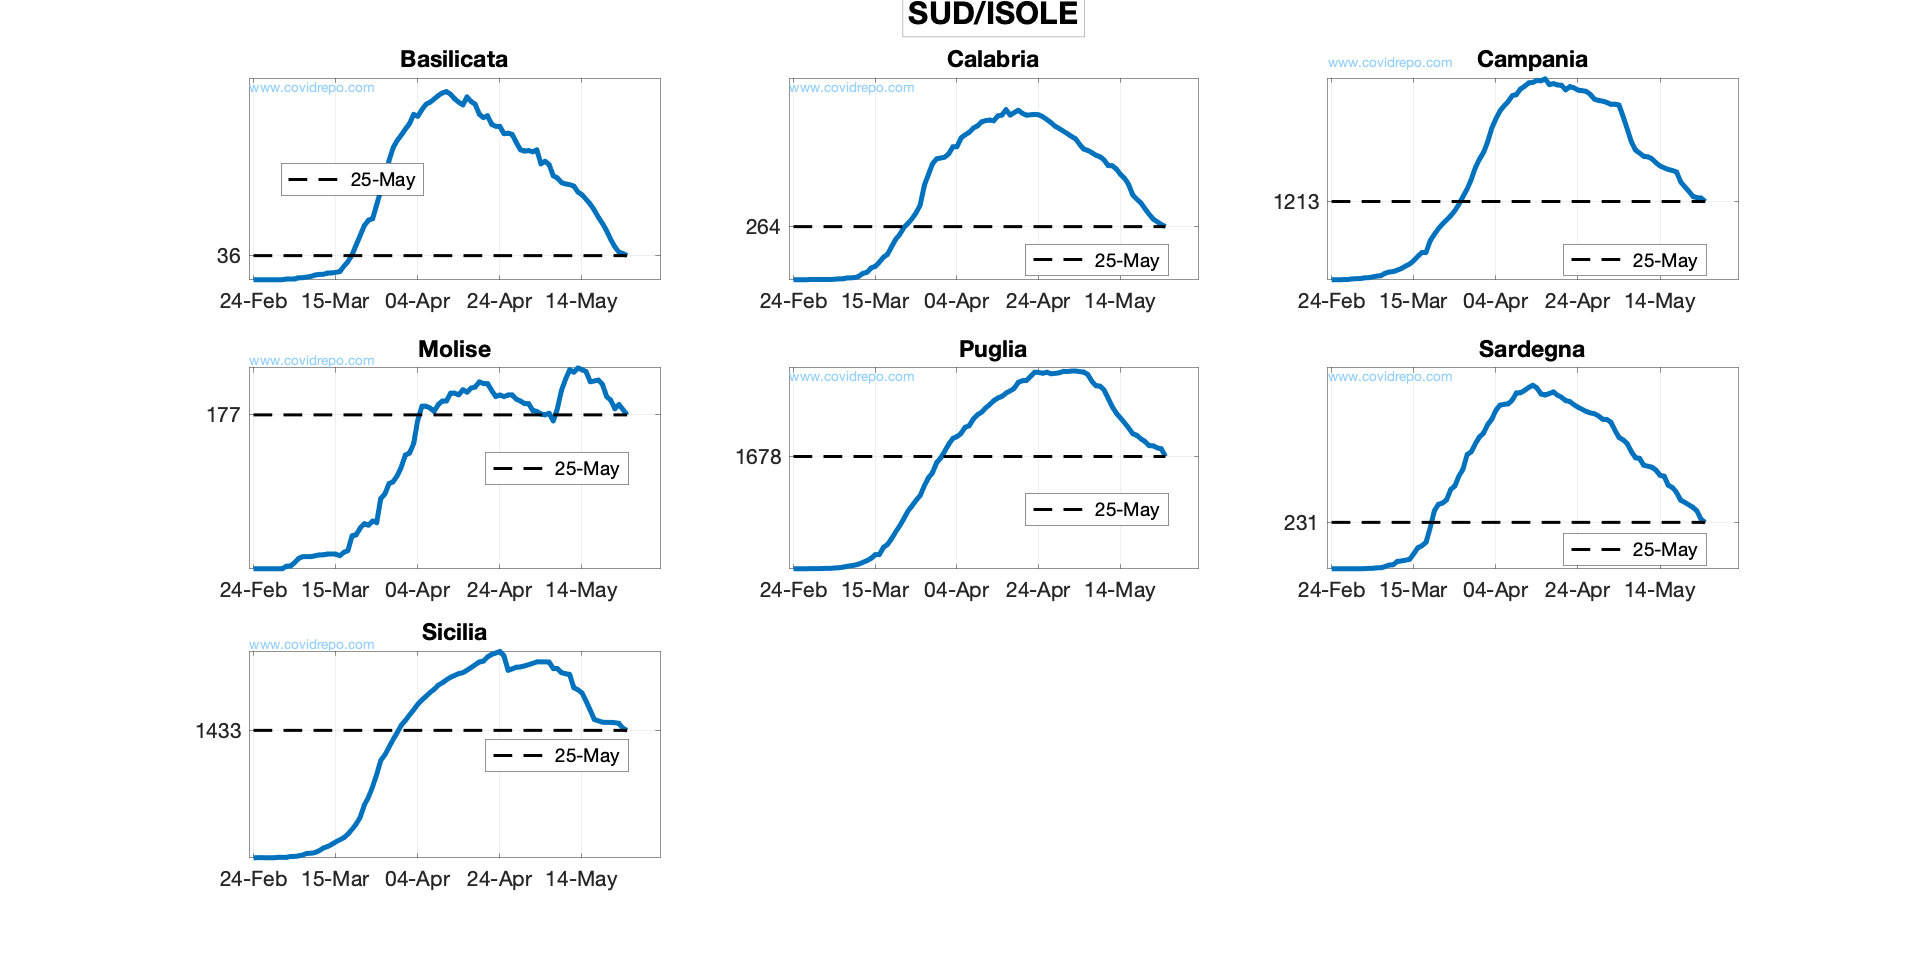 SUD/ISOLE
Basilicata
www.covidrepo.com
25-May
36
24-Feb 15-Mar 04-Apr 24-Apr 14-May
Calabria
www.covidrepo.com
264
25-May
24-Feb 15-Mar 04-Apr 24-Apr 14-May
www.covidrepo.com
Campania
1213
25-May
24-Feb 15-Mar 04-Apr 24-Apr 14-May
Molise
www.covidrepo.com
177
25-May
24-Feb 15-Mar 04-Apr 24-Apr 14-May
Puglia
www.covidrepo.com
1678
25-May
24-Feb 15-Mar 04-Apr 24-Apr 14-May
Sardegna
www.covidrepo.com
231
25-May
24-Feb 15-Mar 04-Apr 24-Apr 14-May
Sicilia
www.covidrepo.com
1433
25-May
24-Feb 15-Mar 04-Apr 24-Apr 14-May